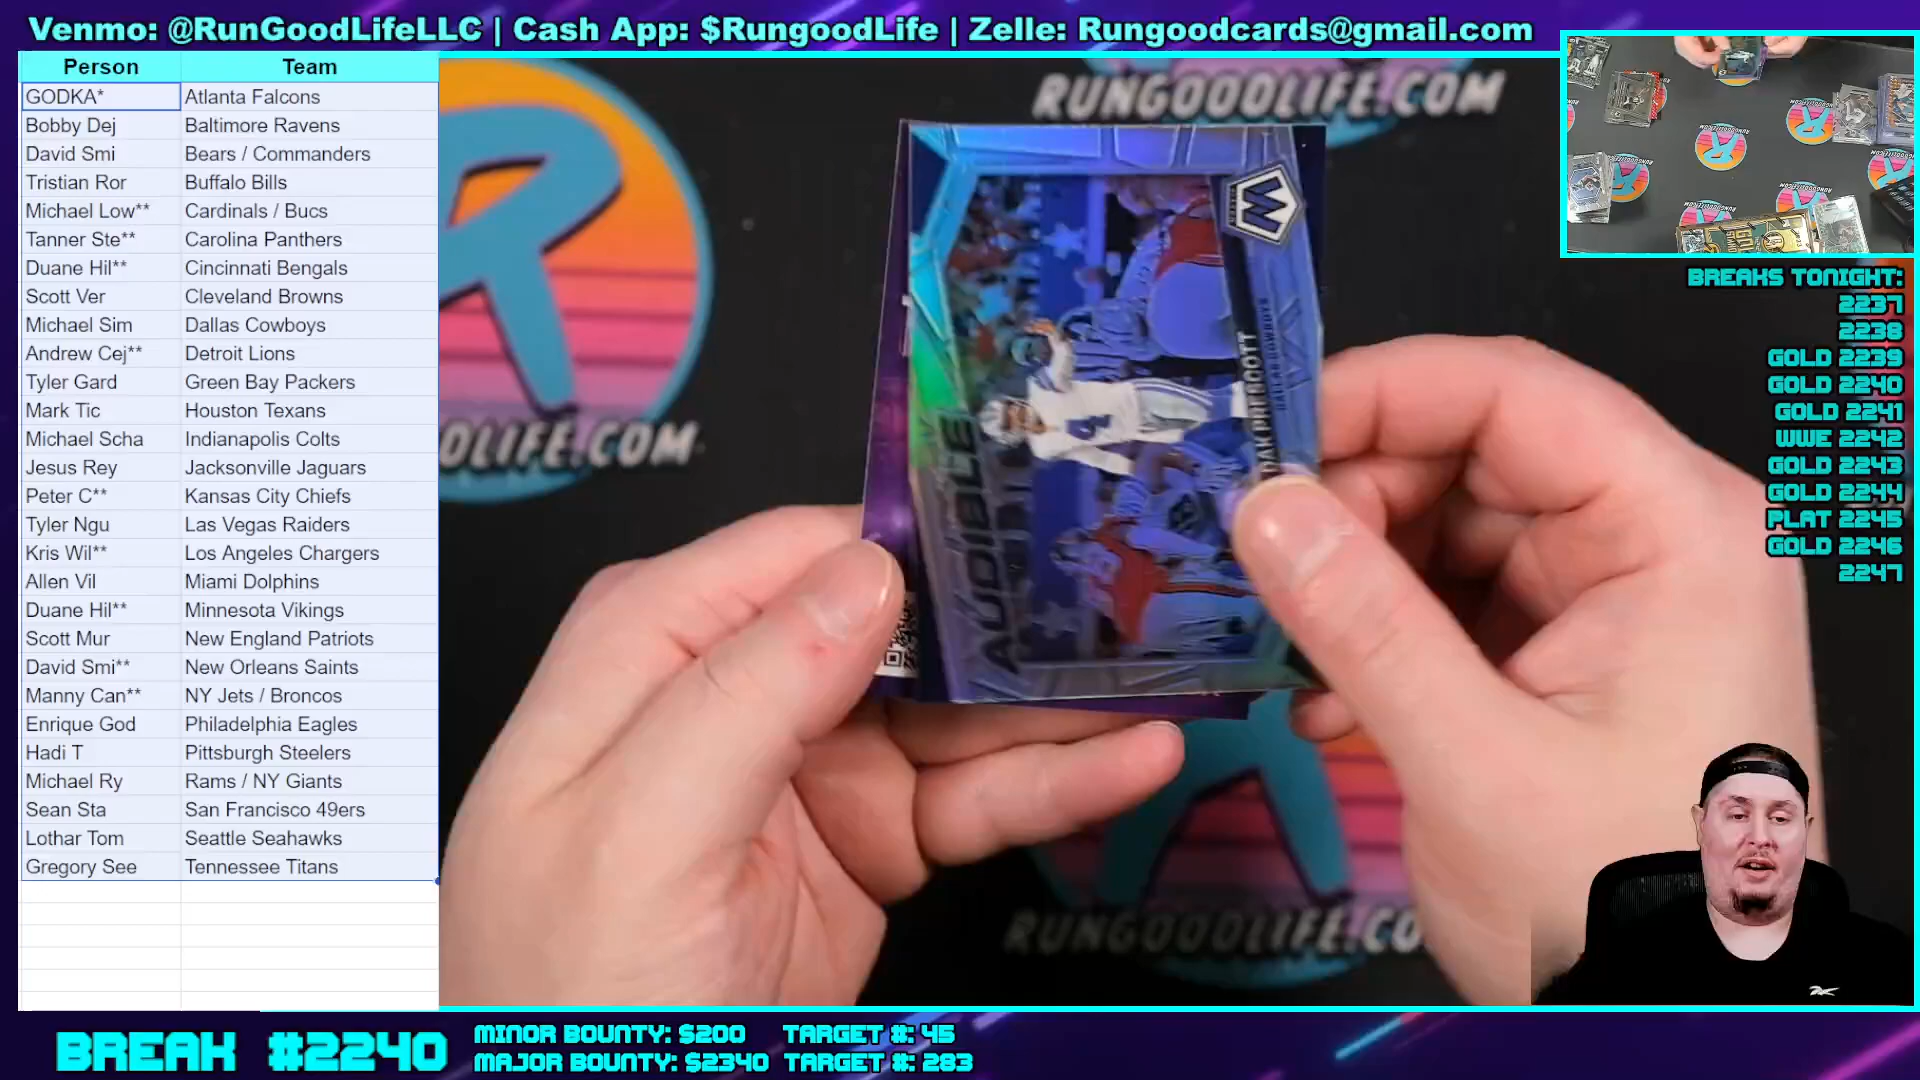 Venmo: @RunGoodLifeLLC | Cash App: $RungoodLife | Zelle: Rungoodcards@gmail.com
Person Team
GODKA* Atlanta Falcons
Bobby Dej Baltimore Ravens
David Smi Bears / Commanders
Tristian Ror Buffalo Bills
Michael Low** Cardinals / Bucs
Tanner Ste** Carolina Panthers
Duane Hil** Cincinnati Bengals
Scott Ver Cleveland Browns
Michael Sim Dallas Cowboys
Andrew Cej** Detroit Lions
Tyler Gard Green Bay Packers
Mark Tic Houston Texans
Michael Scha Indianapolis Colts
Jesus Rey Jacksonville Jaguars
Peter C** Kansas City Chiefs
Tyler Ngu Las Vegas Raiders
Kris Wil** Los Angeles Chargers
Allen Vil Miami Dolphins
Duane Hil** Minnesota Vikings
Scott Mur New England Patriots
David Smi** New Orleans Saints
Manny Can** NY Jets / Broncos
Enrique God Philadelphia Eagles
Hadi T Pittsburgh Steelers
Michael Ry Rams / NY Giants
Sean Sta San Francisco 49ers
Lothar Tom Seattle Seahawks
Gregory See Tennessee Titans
RUNGOOODLIFE.COM
OLIFE.COM
AUDIBLE
DAK PRESCOTT
DALLAS COWBOYS
4
RUNGOOODLIFE.CO
BREAKS TONIGHT:
2237
2238
GOLD 2239
GOLD 2240
GOLD 2241
WWE 2242
GOLD 2243
GOLD 2244
PLAT 2245
GOLD 2246
2247
BREAK #2240
MINOR BOUNTY: $200 TARGET #: 45
MAJOR BOUNTY: $2340 TARGET #: 283